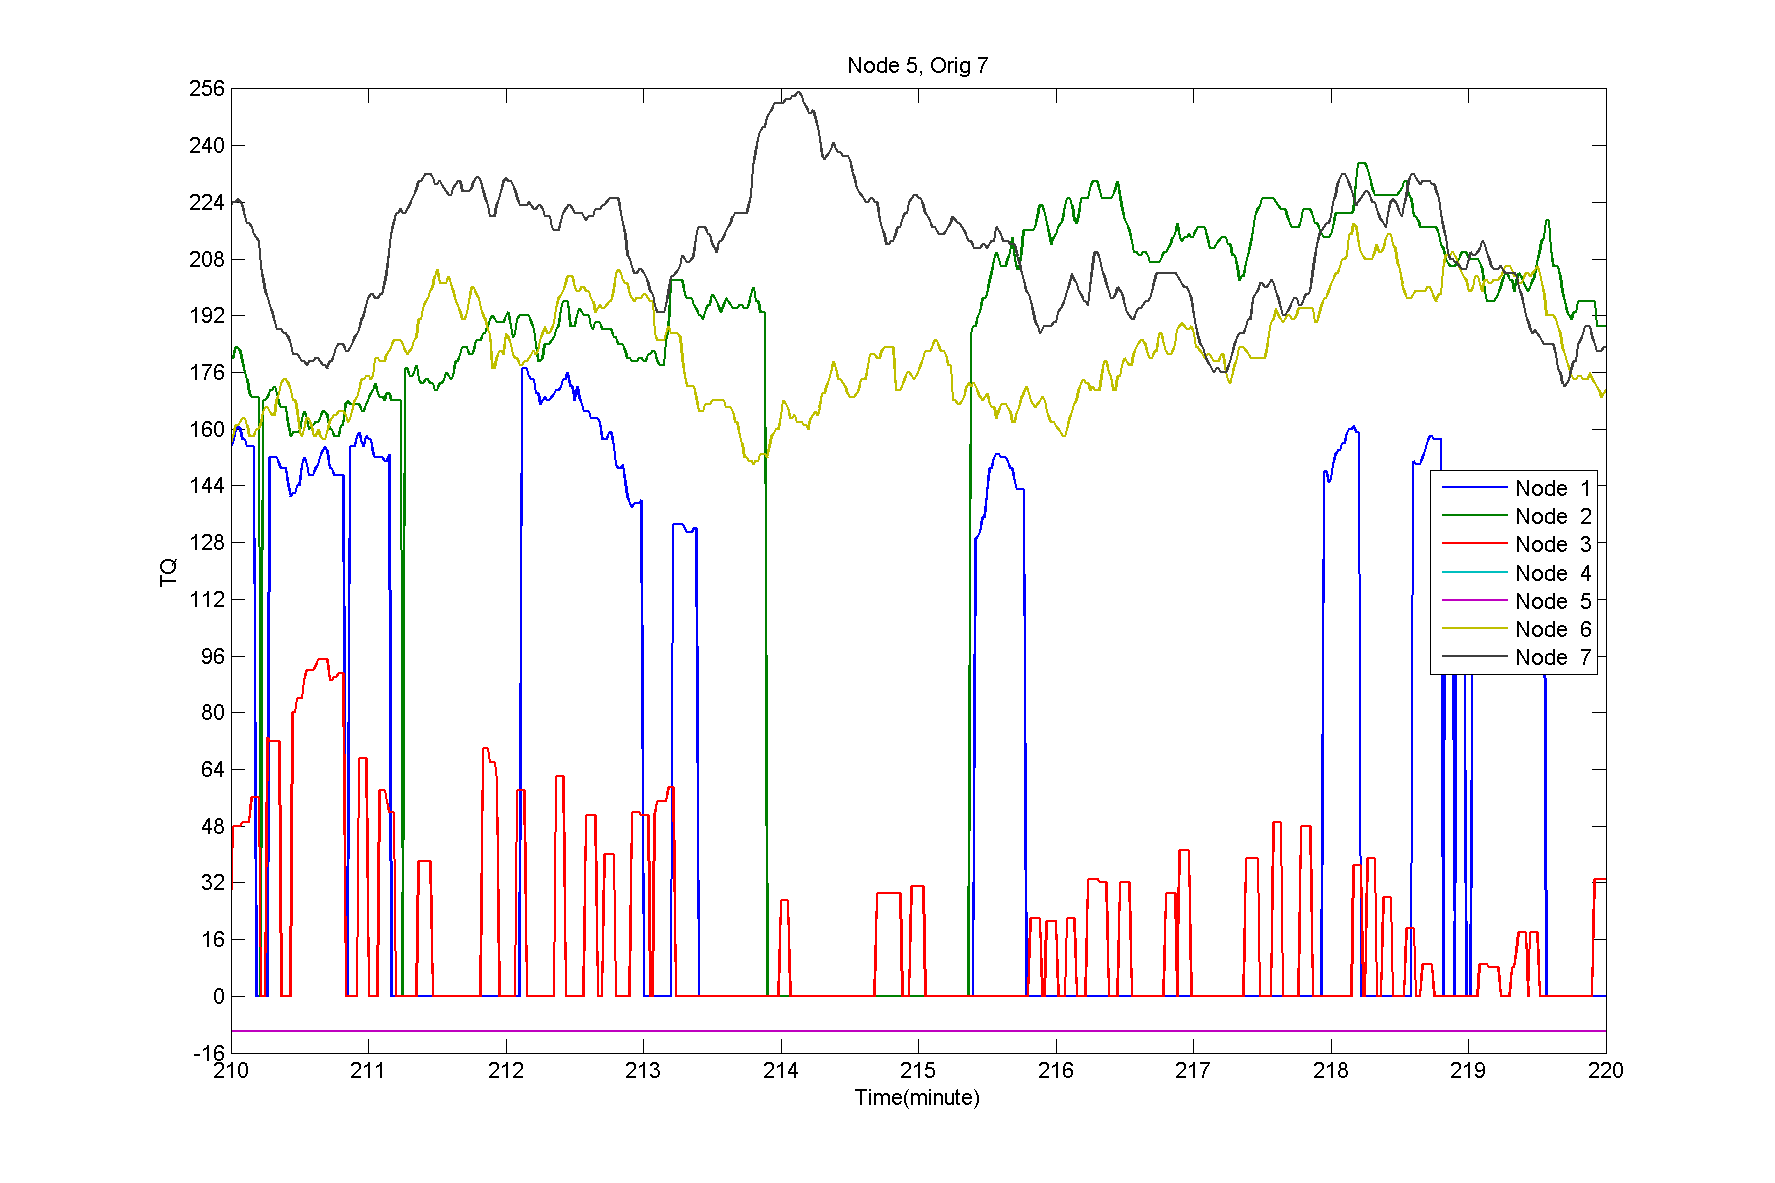 Node 5, Orig 7
256
240
224
208
192
176
160
144
128
112
96
80
64
48
32
16
0
-16
TQ
Node 1
Node 2
Node 3
Node 4
Node 5
Node 6
Node 7
210 211 212 213 214 215 216 217 218 219 220
Time(minute)